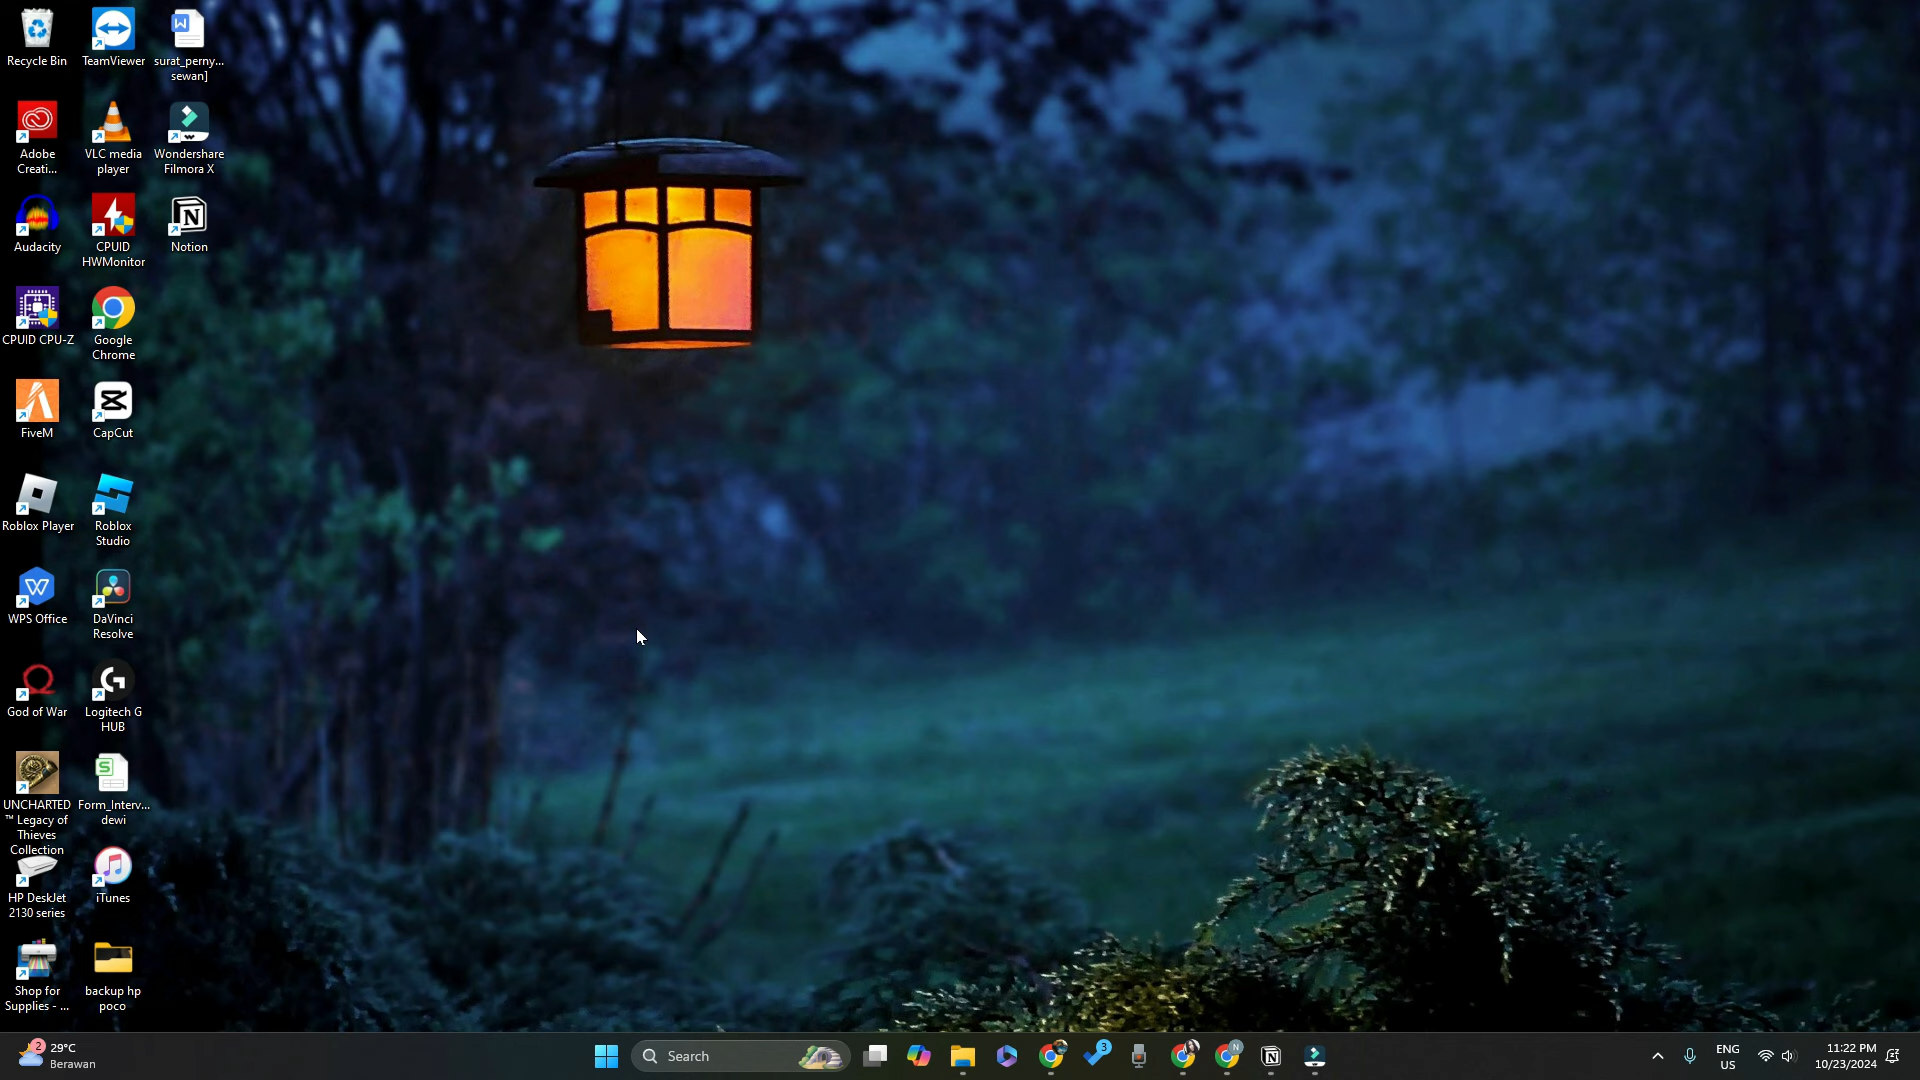 Recycle Bin
TeamViewer
surat_perny...
sewan]
Adobe
Creati...
VLC media
player
Wondershare
Filmora X
Audacity
CPUID
HWMonitor
Notion
CPUID CPU-Z
Google
Chrome
FiveM
CapCut
Roblox Player
Roblox
Studio
WPS Office
DaVinci
Resolve
God of War
Logitech G
HUB
UNCHARTED
™ Legacy of
Thieves
Collection
Form_Interv...
dewi
HP DeskJet
2130 series
iTunes
Shop for
Supplies - ...
backup hp
poco
2
29°C
Berawan
Search
3
N
ENG
US
11:22 PM
10/23/2024